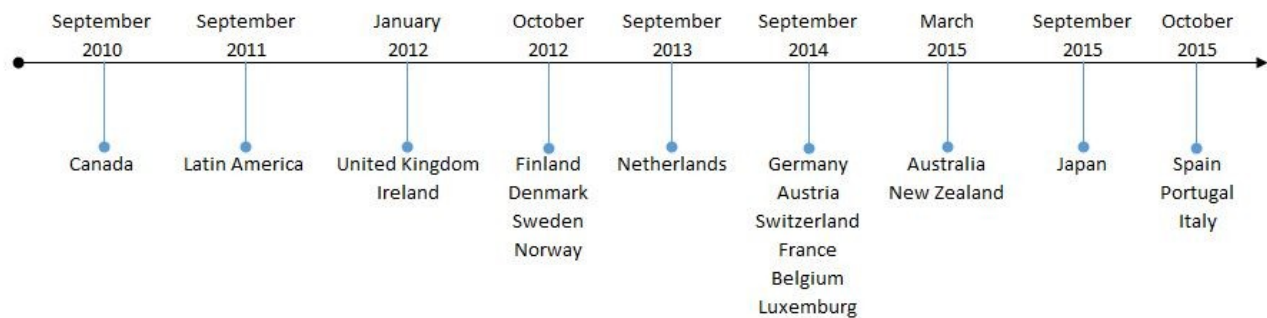 September
2010
September
2011
January
2012
October
2012
September
2013
September
2014
March
2015
September
2015
October
2015
Canada
Latin America
United Kingdom
Ireland
Finland
Denmark
Sweden
Norway
Netherlands
Germany
Austria
Switzerland
France
Belgium
Luxemburg
Australia
New Zealand
Japan
Spain
Portugal
Italy